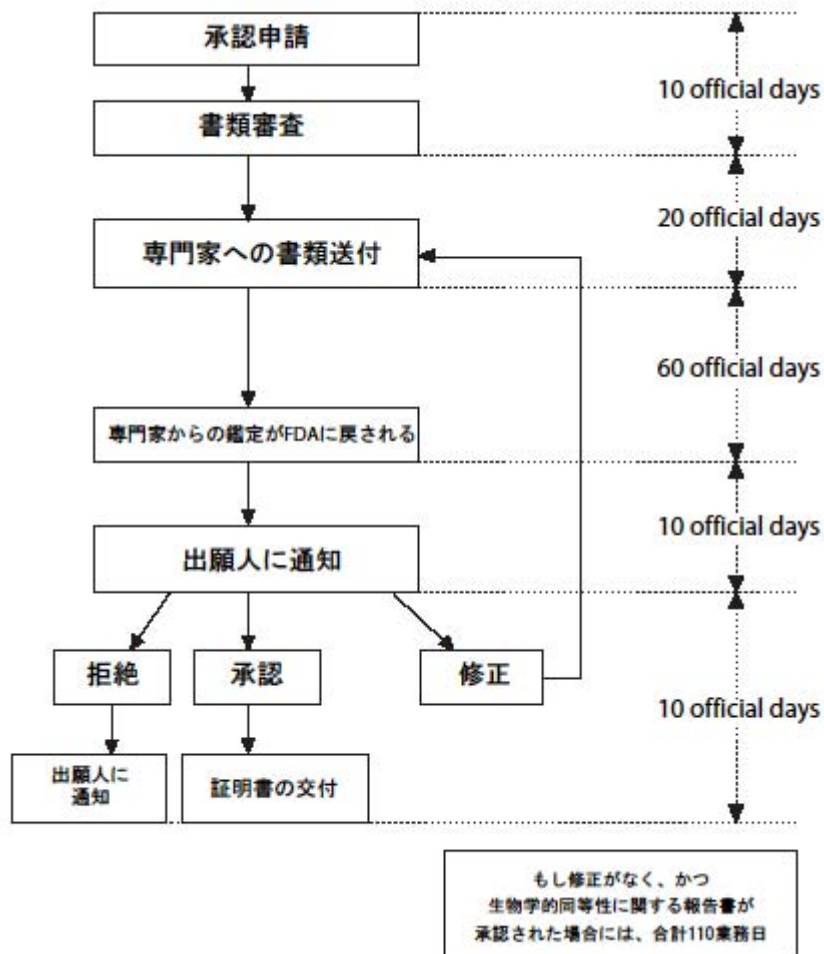 承認申請
10 official days
書類審査
20 official days
専門家への書類送付
60 official days
専門家からの鑑定がFDAに戻される
10 official days
出願人に通知
拒絶
承認
修正
10 official days
出願人に
通知
証明書の交付
もし修正がなく、かつ
生物学的同等性に関する報告書が
承認された場合には、合計110業務日